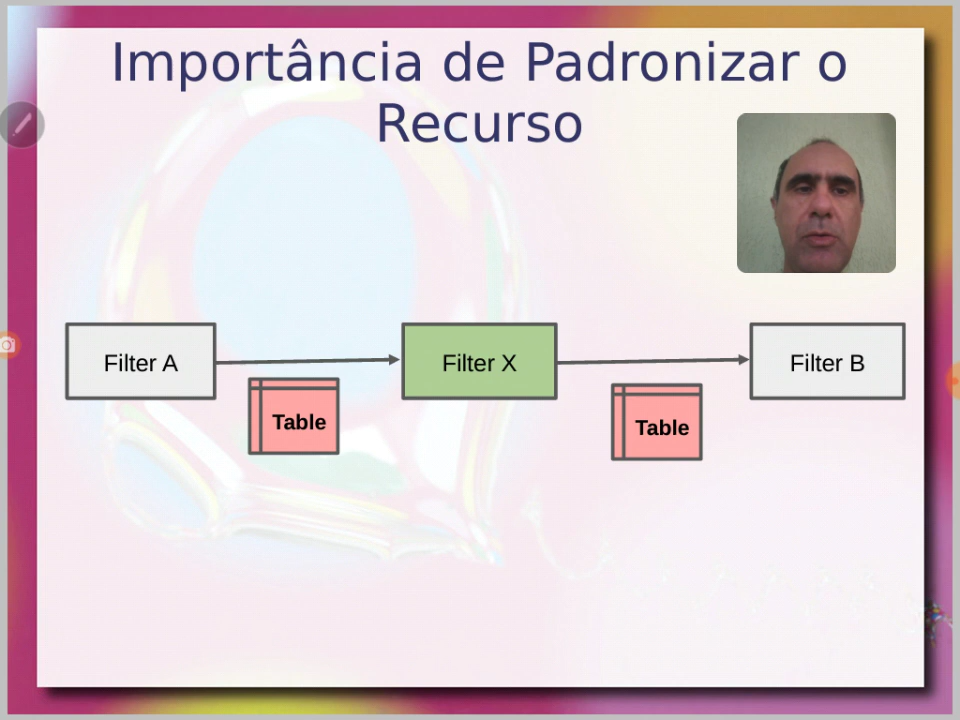 Importância de Padronizar o
Recurso
Filter A
Filter X
Filter B
Table
Table